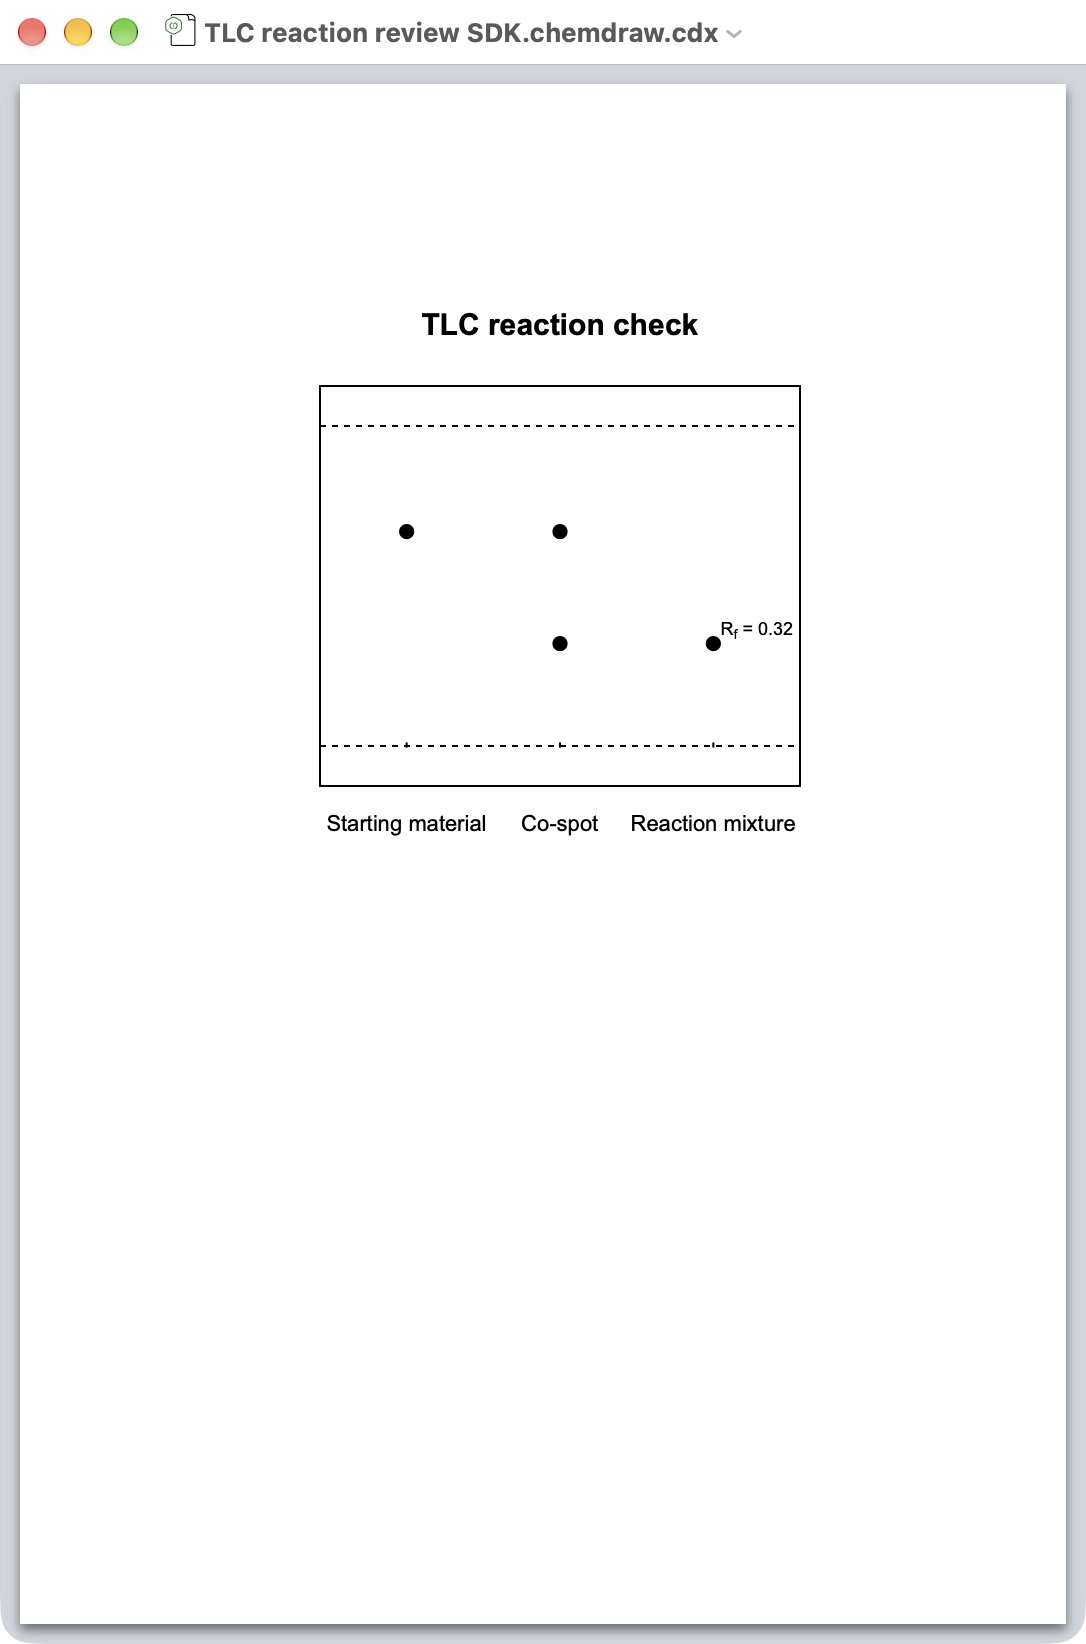 TLC reaction review SDK.chemdraw.cdx
TLC reaction check
Rf = 0.32
Starting material Co-spot Reaction mixture